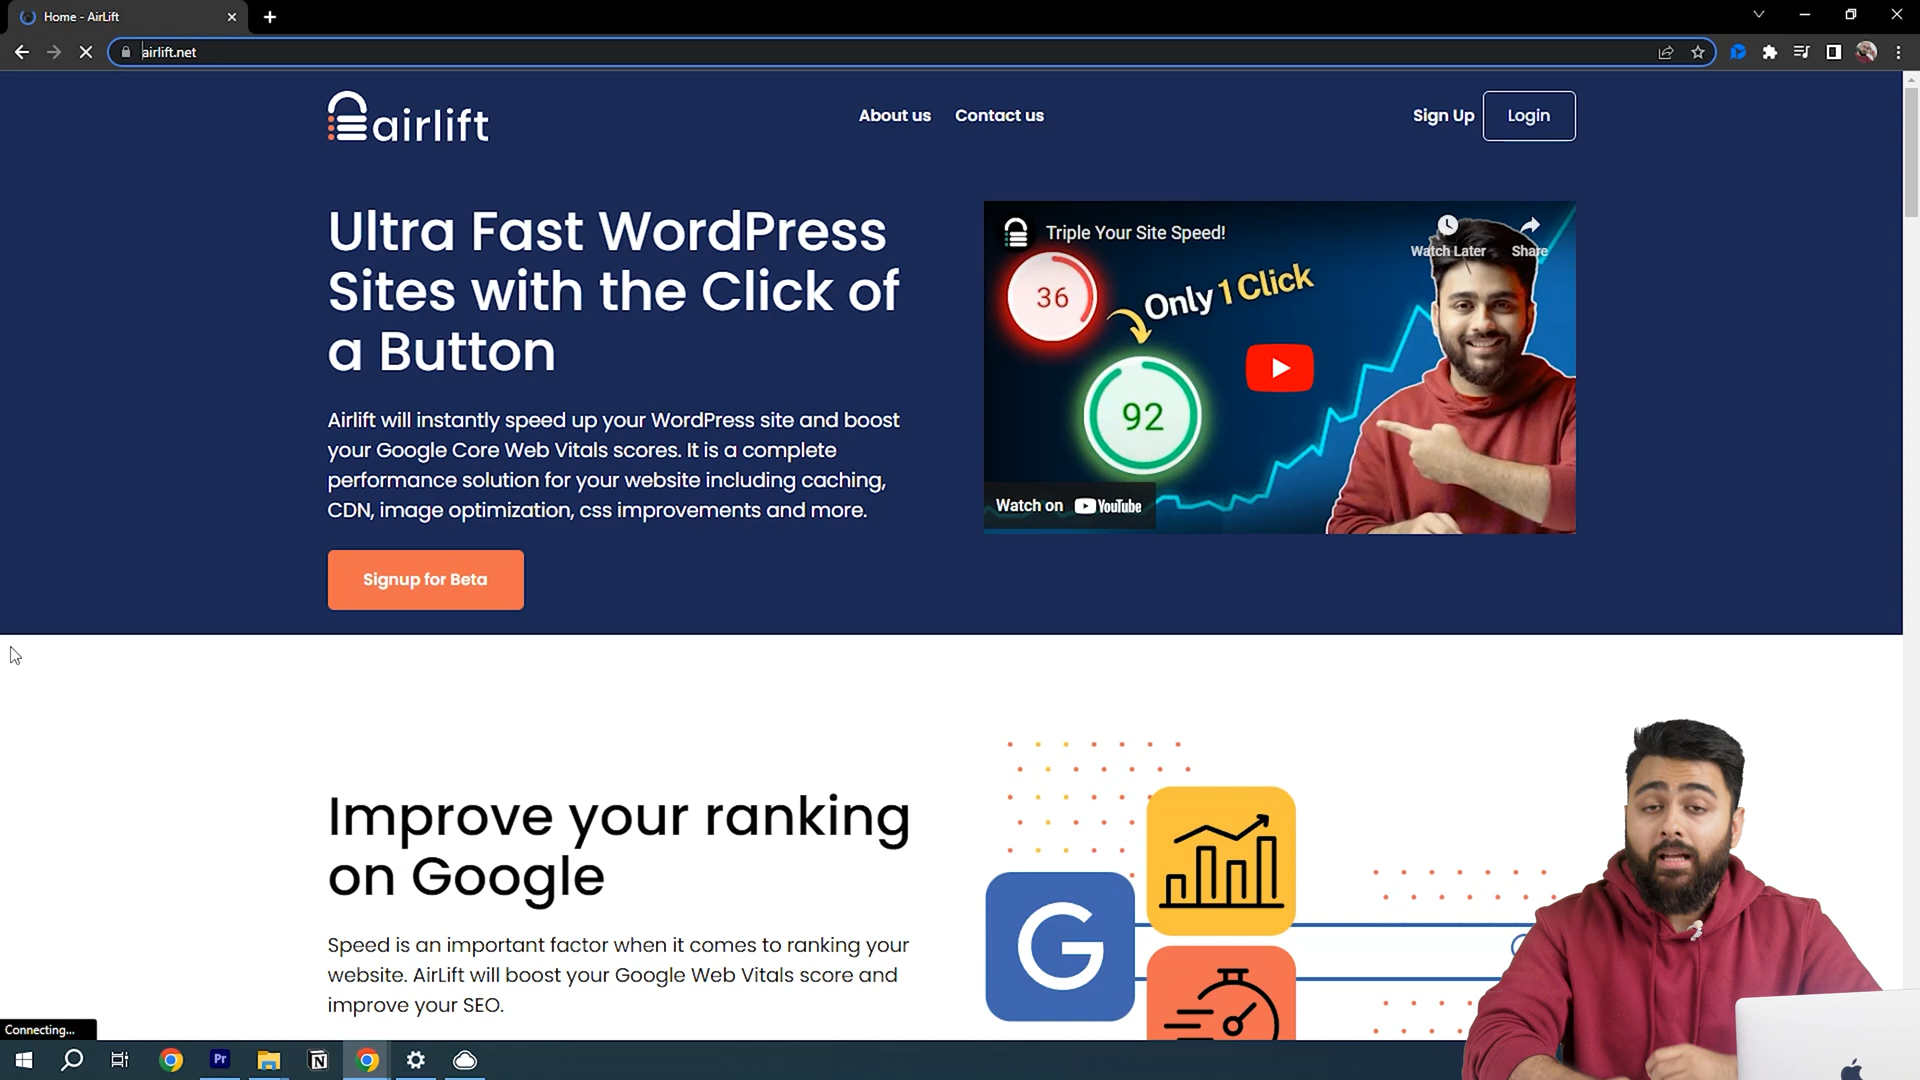 Home - AirLift
airlift.net
airlift
About us
Contact us
Sign Up
Login
Ultra Fast WordPress
Sites with the Click of
a Button
Airlift will instantly speed up your WordPress site and boost
your Google Core Web Vitals scores. It is a complete
performance solution for your website including caching,
CDN, image optimization, css improvements and more.
Signup for Beta
Triple Your Site Speed!
Watch Later
Share
36
Only 1 Click
92
Watch on YouTube
Improve your ranking
on Google
Speed is an important factor when it comes to ranking your
website. AirLift will boost your Google Web Vitals score and
improve your SEO.
G
Connecting...
Pr
N